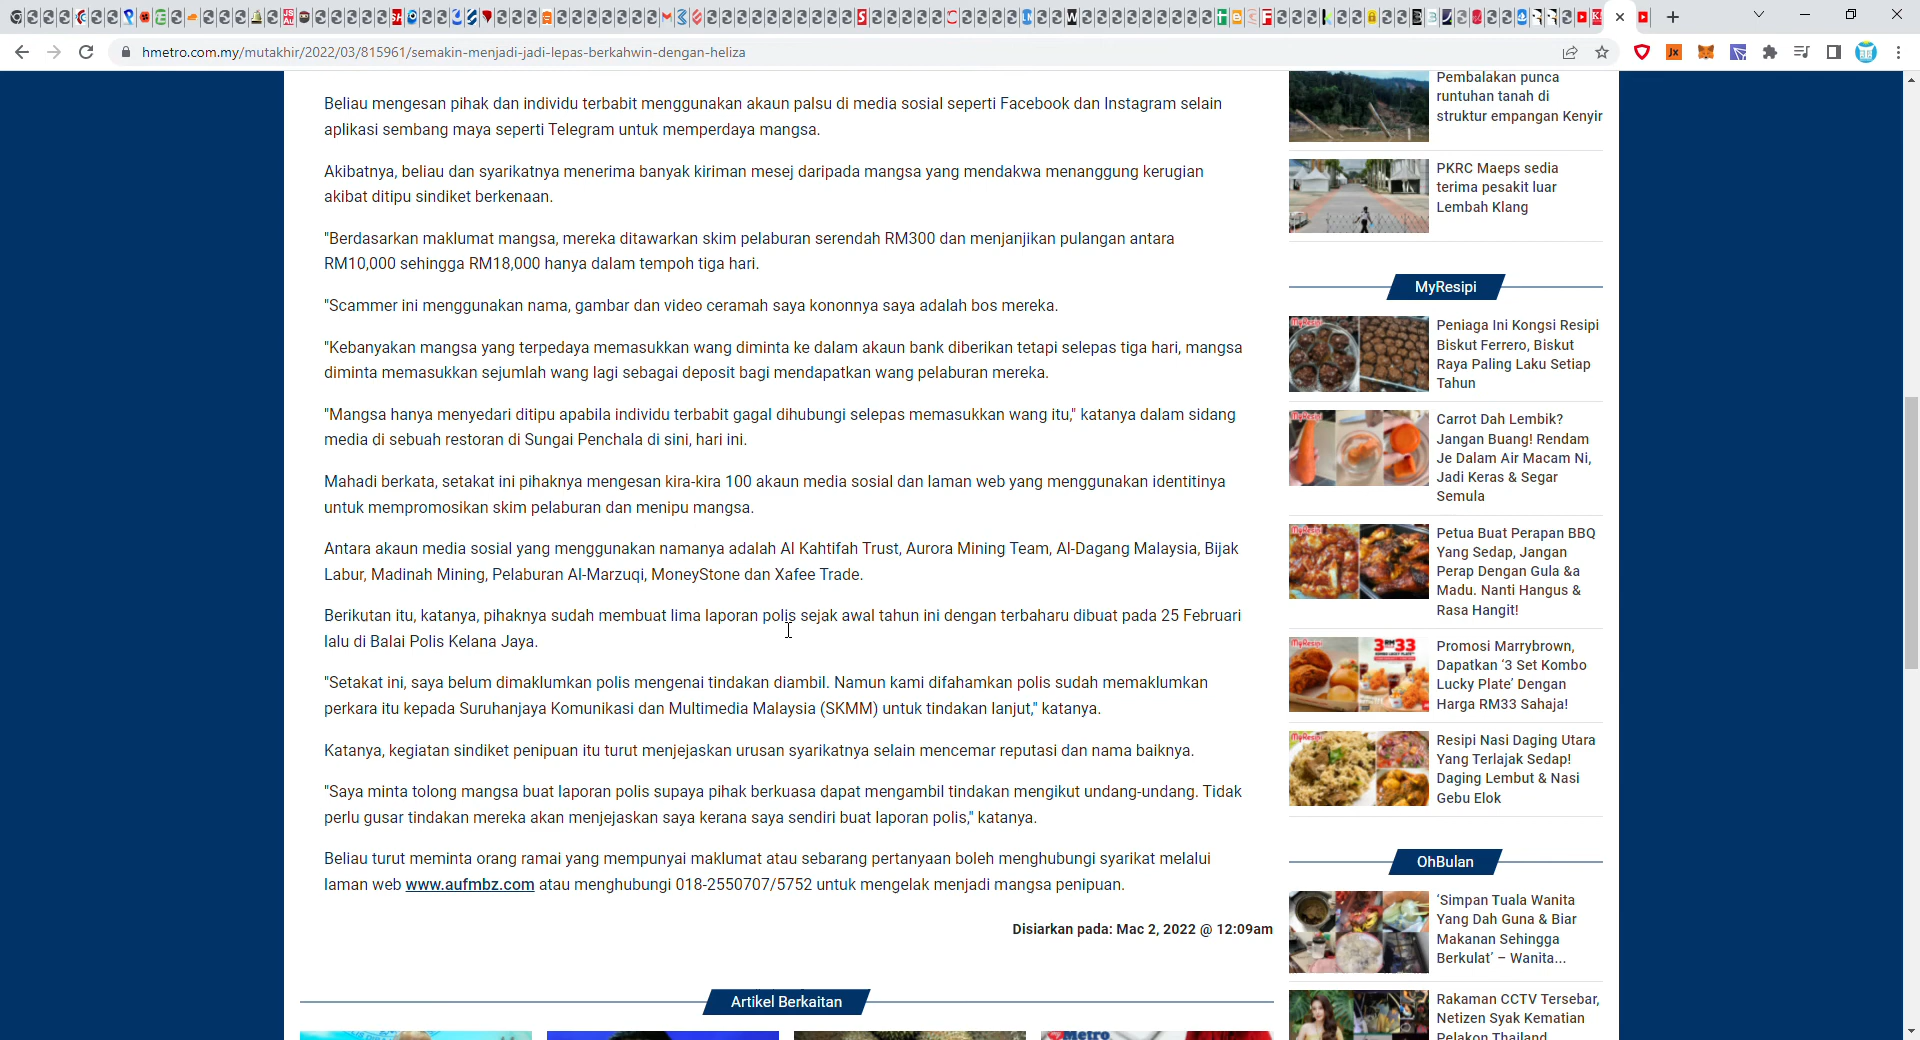 hmetro.com.my/mutakhir/2022/03/815961/semakin-menjadi-jadi-lepas-berkahwin-dengan-heliza
Beliau mengesan pihak dan individu terbabit menggunakan akaun palsu di media sosial seperti Facebook dan Instagram selain
aplikasi sembang maya seperti Telegram untuk memperdaya mangsa.
Akibatnya, beliau dan syarikatnya menerima banyak kiriman mesej daripada mangsa yang mendakwa menanggung kerugian
akibat ditipu sindiket berkenaan.
"Berdasarkan maklumat mangsa, mereka ditawarkan skim pelaburan serendah RM300 dan menjanjikan pulangan antara
RM10,000 sehingga RM18,000 hanya dalam tempoh tiga hari.
"Scammer ini menggunakan nama, gambar dan video ceramah saya kononnya saya adalah bos mereka.
"Kebanyakan mangsa yang terpedaya memasukkan wang diminta ke dalam akaun bank diberikan tetapi selepas tiga hari, mangsa
diminta memasukkan sejumlah wang lagi sebagai deposit bagi mendapatkan wang pelaburan mereka.
"Mangsa hanya menyedari ditipu apabila individu terbabit gagal dihubungi selepas memasukkan wang itu," katanya dalam sidang
media di sebuah restoran di Sungai Penchala di sini, hari ini.
Mahadi berkata, setakat ini pihaknya mengesan kira-kira 100 akaun media sosial dan laman web yang menggunakan identitinya
untuk mempromosikan skim pelaburan dan menipu mangsa.
Antara akaun media sosial yang menggunakan namanya adalah Al Kahtifah Trust, Aurora Mining Team, Al-Dagang Malaysia, Bijak
Labur, Madinah Mining, Pelaburan Al-Marzuqi, MoneyStone dan Xafee Trade.
Berikutan itu, katanya, pihaknya sudah membuat lima laporan polis sejak awal tahun ini dengan terbaharu dibuat pada 25 Februari
lalu di Balai Polis Kelana Jaya.
"Setakat ini, saya belum dimaklumkan polis mengenai tindakan diambil. Namun kami difahamkan polis sudah memaklumkan
perkara itu kepada Suruhanjaya Komunikasi dan Multimedia Malaysia (SKMM) untuk tindakan lanjut," katanya.
Katanya, kegiatan sindiket penipuan itu turut menjejaskan urusan syarikatnya selain mencemar reputasi dan nama baiknya.
"Saya minta tolong mangsa buat laporan polis supaya pihak berkuasa dapat mengambil tindakan mengikut undang-undang. Tidak
perlu gusar tindakan mereka akan menjejaskan saya kerana saya sendiri buat laporan polis," katanya.
Beliau turut meminta orang ramai yang mempunyai maklumat atau sebarang pertanyaan boleh menghubungi syarikat melalui
laman web www.aufmbz.com atau menghubungi 018-2550707/5752 untuk mengelak menjadi mangsa penipuan.
Disiarkan pada: Mac 2, 2022 @ 12:09am
Artikel Berkaitan
Metro
Pembalakan punca
runtuhan tanah di
struktur empangan Kenyir
PKRC Maeps sedia
terima pesakit luar
Lembah Klang
MyResipi
MyResipi
Peniaga Ini Kongsi Resipi
Biskut Ferrero, Biskut
Raya Paling Laku Setiap
Tahun
MyResipi
Carrot Dah Lembik?
Jangan Buang! Rendam
Je Dalam Air Macam Ni,
Jadi Keras & Segar
Semula
MyResipi
Petua Buat Perapan BBQ
Yang Sedap, Jangan
Perap Dengan Gula &a
Madu. Nanti Hangus &
Rasa Hangit!
MyResipi
Promosi Marrybrown,
Dapatkan '3 Set Kombo
Lucky Plate' Dengan
Harga RM33 Sahaja!
MyResipi
Resipi Nasi Daging Utara
Yang Terlajak Sedap!
Daging Lembut & Nasi
Gebu Elok
OhBulan
'Simpan Tuala Wanita
Yang Dah Guna & Biar
Makanan Sehingga
Berkulat' – Wanita...
Rakaman CCTV Tersebar,
Netizen Syak Kematian
Pelakon Thailand